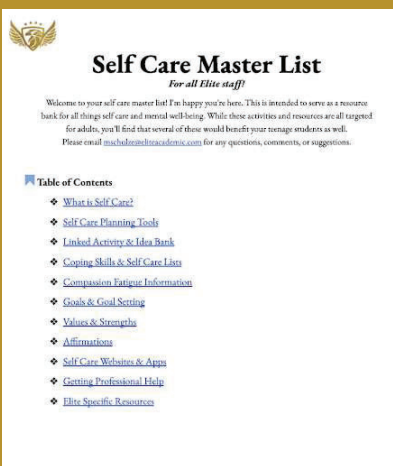 Self Care Master List
For all Elite staff!
Welcome to your self care master list! I'm happy you're here. This is intended to serve as a resource
bank for all things self care and mental well-being. While these activities and resources are all targeted
for adults, you'll find that several of these would benefit your teenage students as well.
Please email mscholze@eliteacademic.com for any questions, comments, or suggestions.
Table of Contents
❖ What is Self Care?
❖ Self Care Planning Tools
❖ Linked Activity & Idea Bank
❖ Coping Skills & Self Care Lists
❖ Compassion Fatigue Information
❖ Goals & Goal Setting
❖ Values & Strengths
❖ Affirmations
❖ Self Care Websites & Apps
❖ Getting Professional Help
❖ Elite Specific Resources